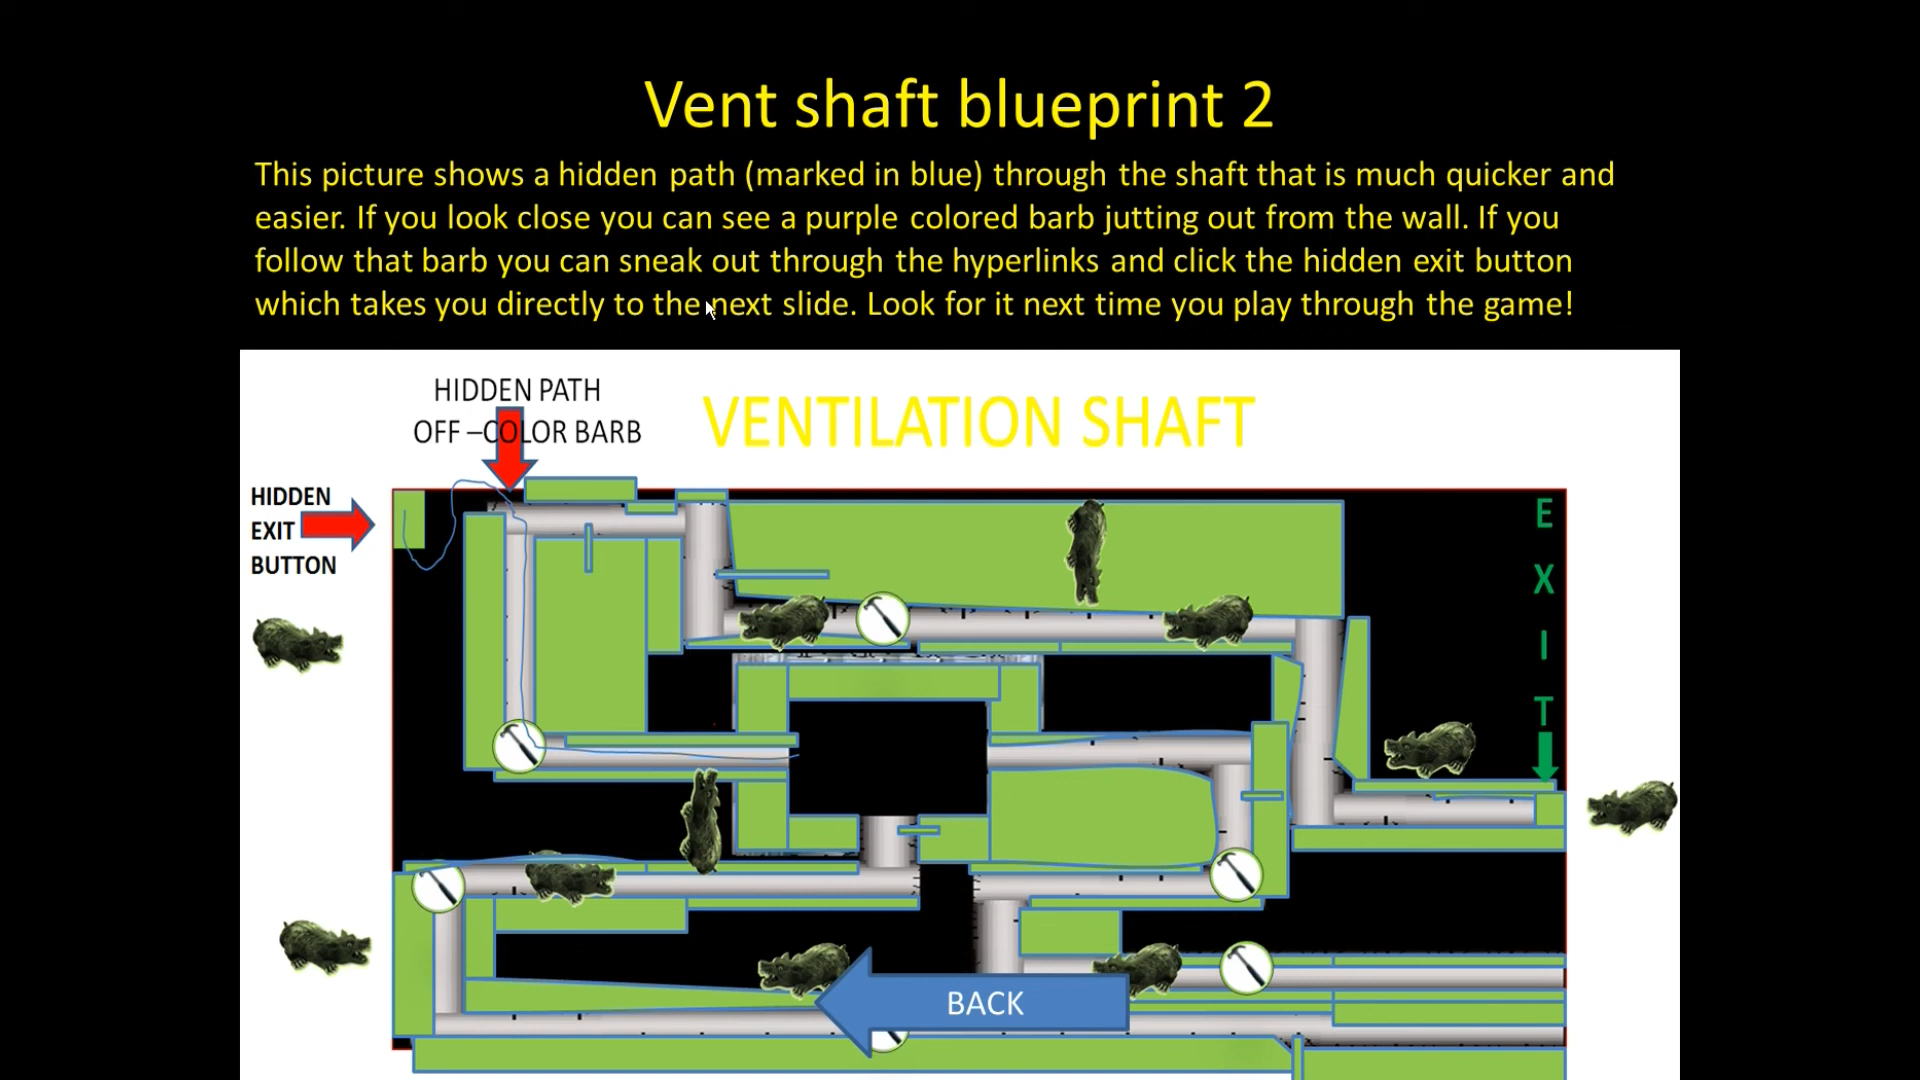 Vent shaft blueprint 2
This picture shows a hidden path (marked in blue) through the shaft that is much quicker and
easier. If you look close you can see a purple colored barb jutting out from the wall. If you
follow that barb you can sneak out through the hyperlinks and click the hidden exit button
which takes you directly to the next slide. Look for it next time you play through the game!
HIDDEN PATH
OFF –COLOR BARB
VENTILATION SHAFT
HIDDEN
EXIT
BUTTON
E
X
I
T
BACK